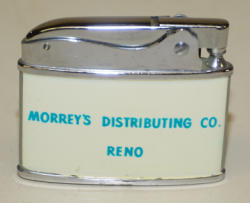 MORREY'S DISTRIBUTING CO.
RENO